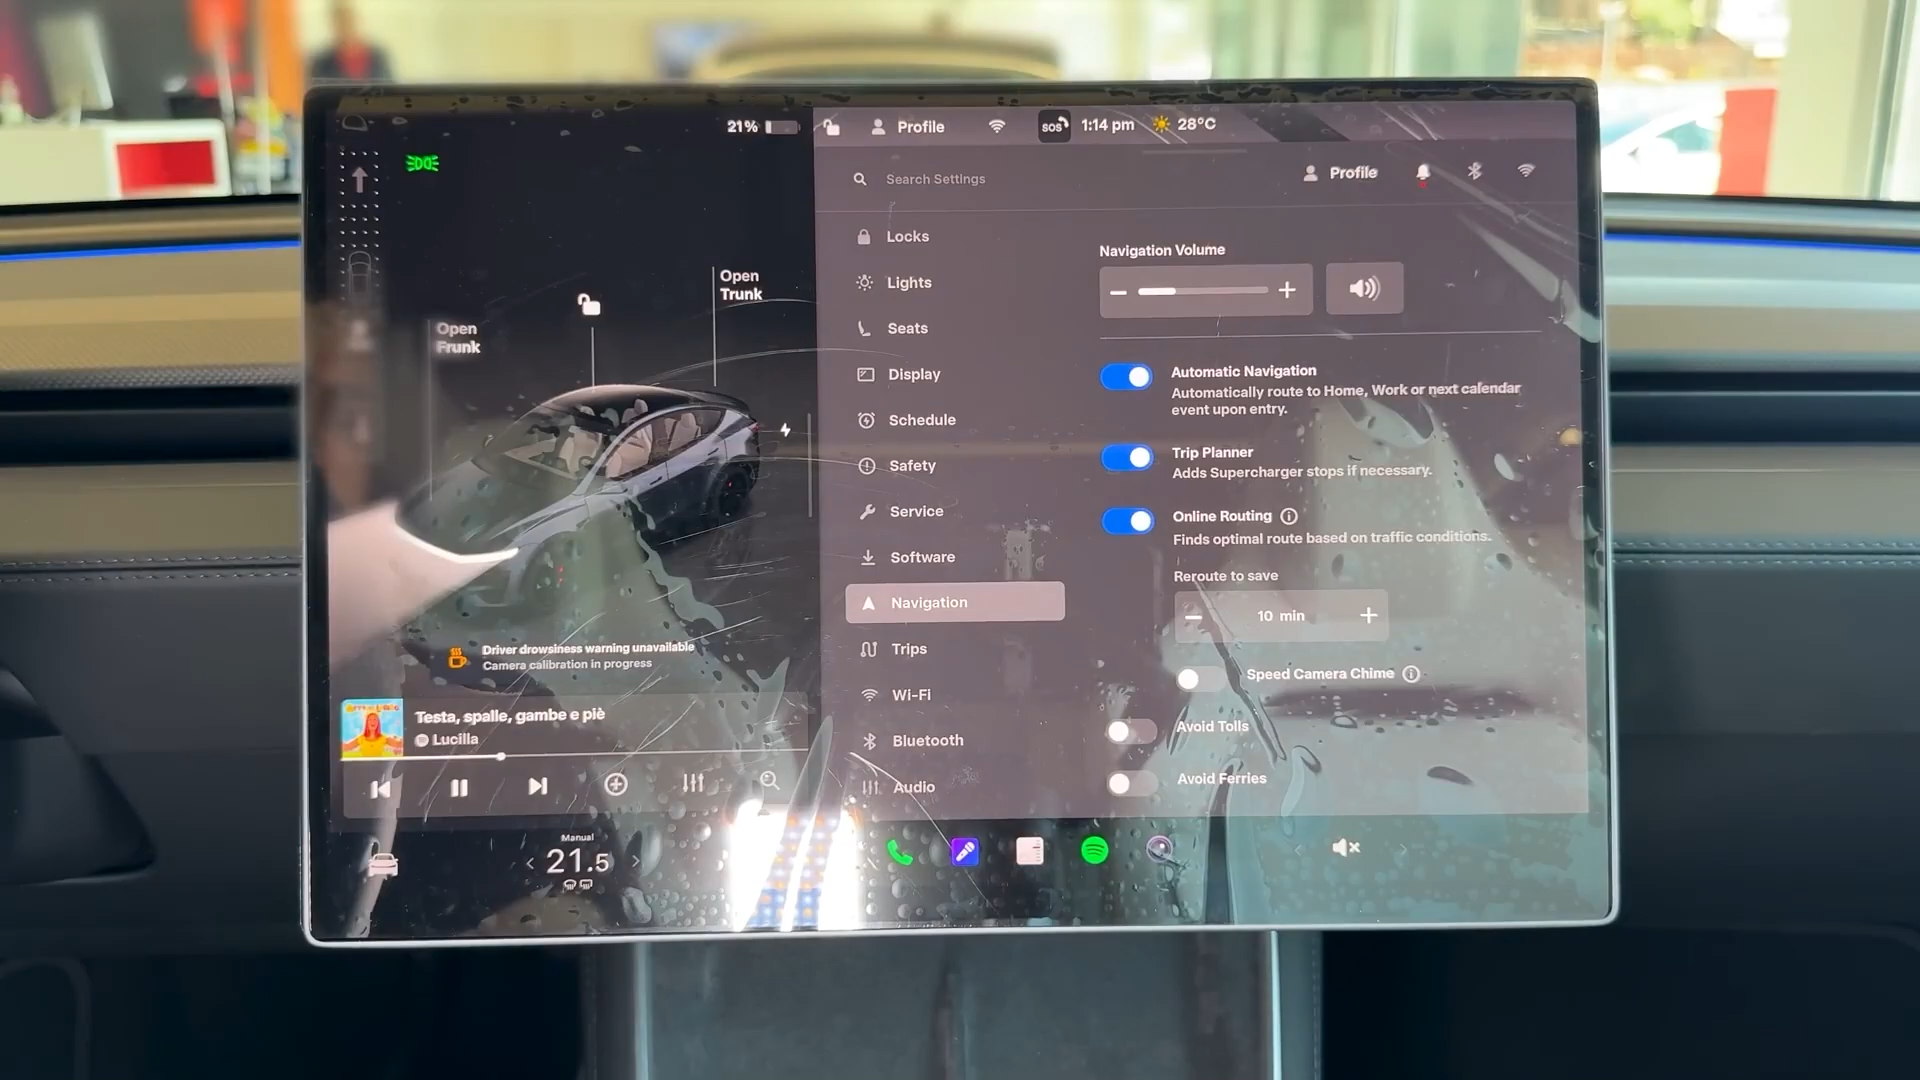 21%
Profile
SOS
1:14 pm
28°C
Search Settings
Profile
Locks
Lights
Seats
Display
Schedule
Safety
Service
Software
Navigation
Trips
Wi-Fi
Bluetooth
Audio
Navigation Volume
Automatic Navigation
Automatically route to Home, Work or next calendar
event upon entry.
Trip Planner
Adds Supercharger stops if necessary.
Online Routing
Finds optimal route based on traffic conditions.
Reroute to save
10 min
Speed Camera Chime
Avoid Tolls
Avoid Ferries
Open
Trunk
Open
Frunk
Driver drowsiness warning unavailable
Camera calibration in progress
Testa, spalle, gambe e piè
Lucilla
Manual
21.5